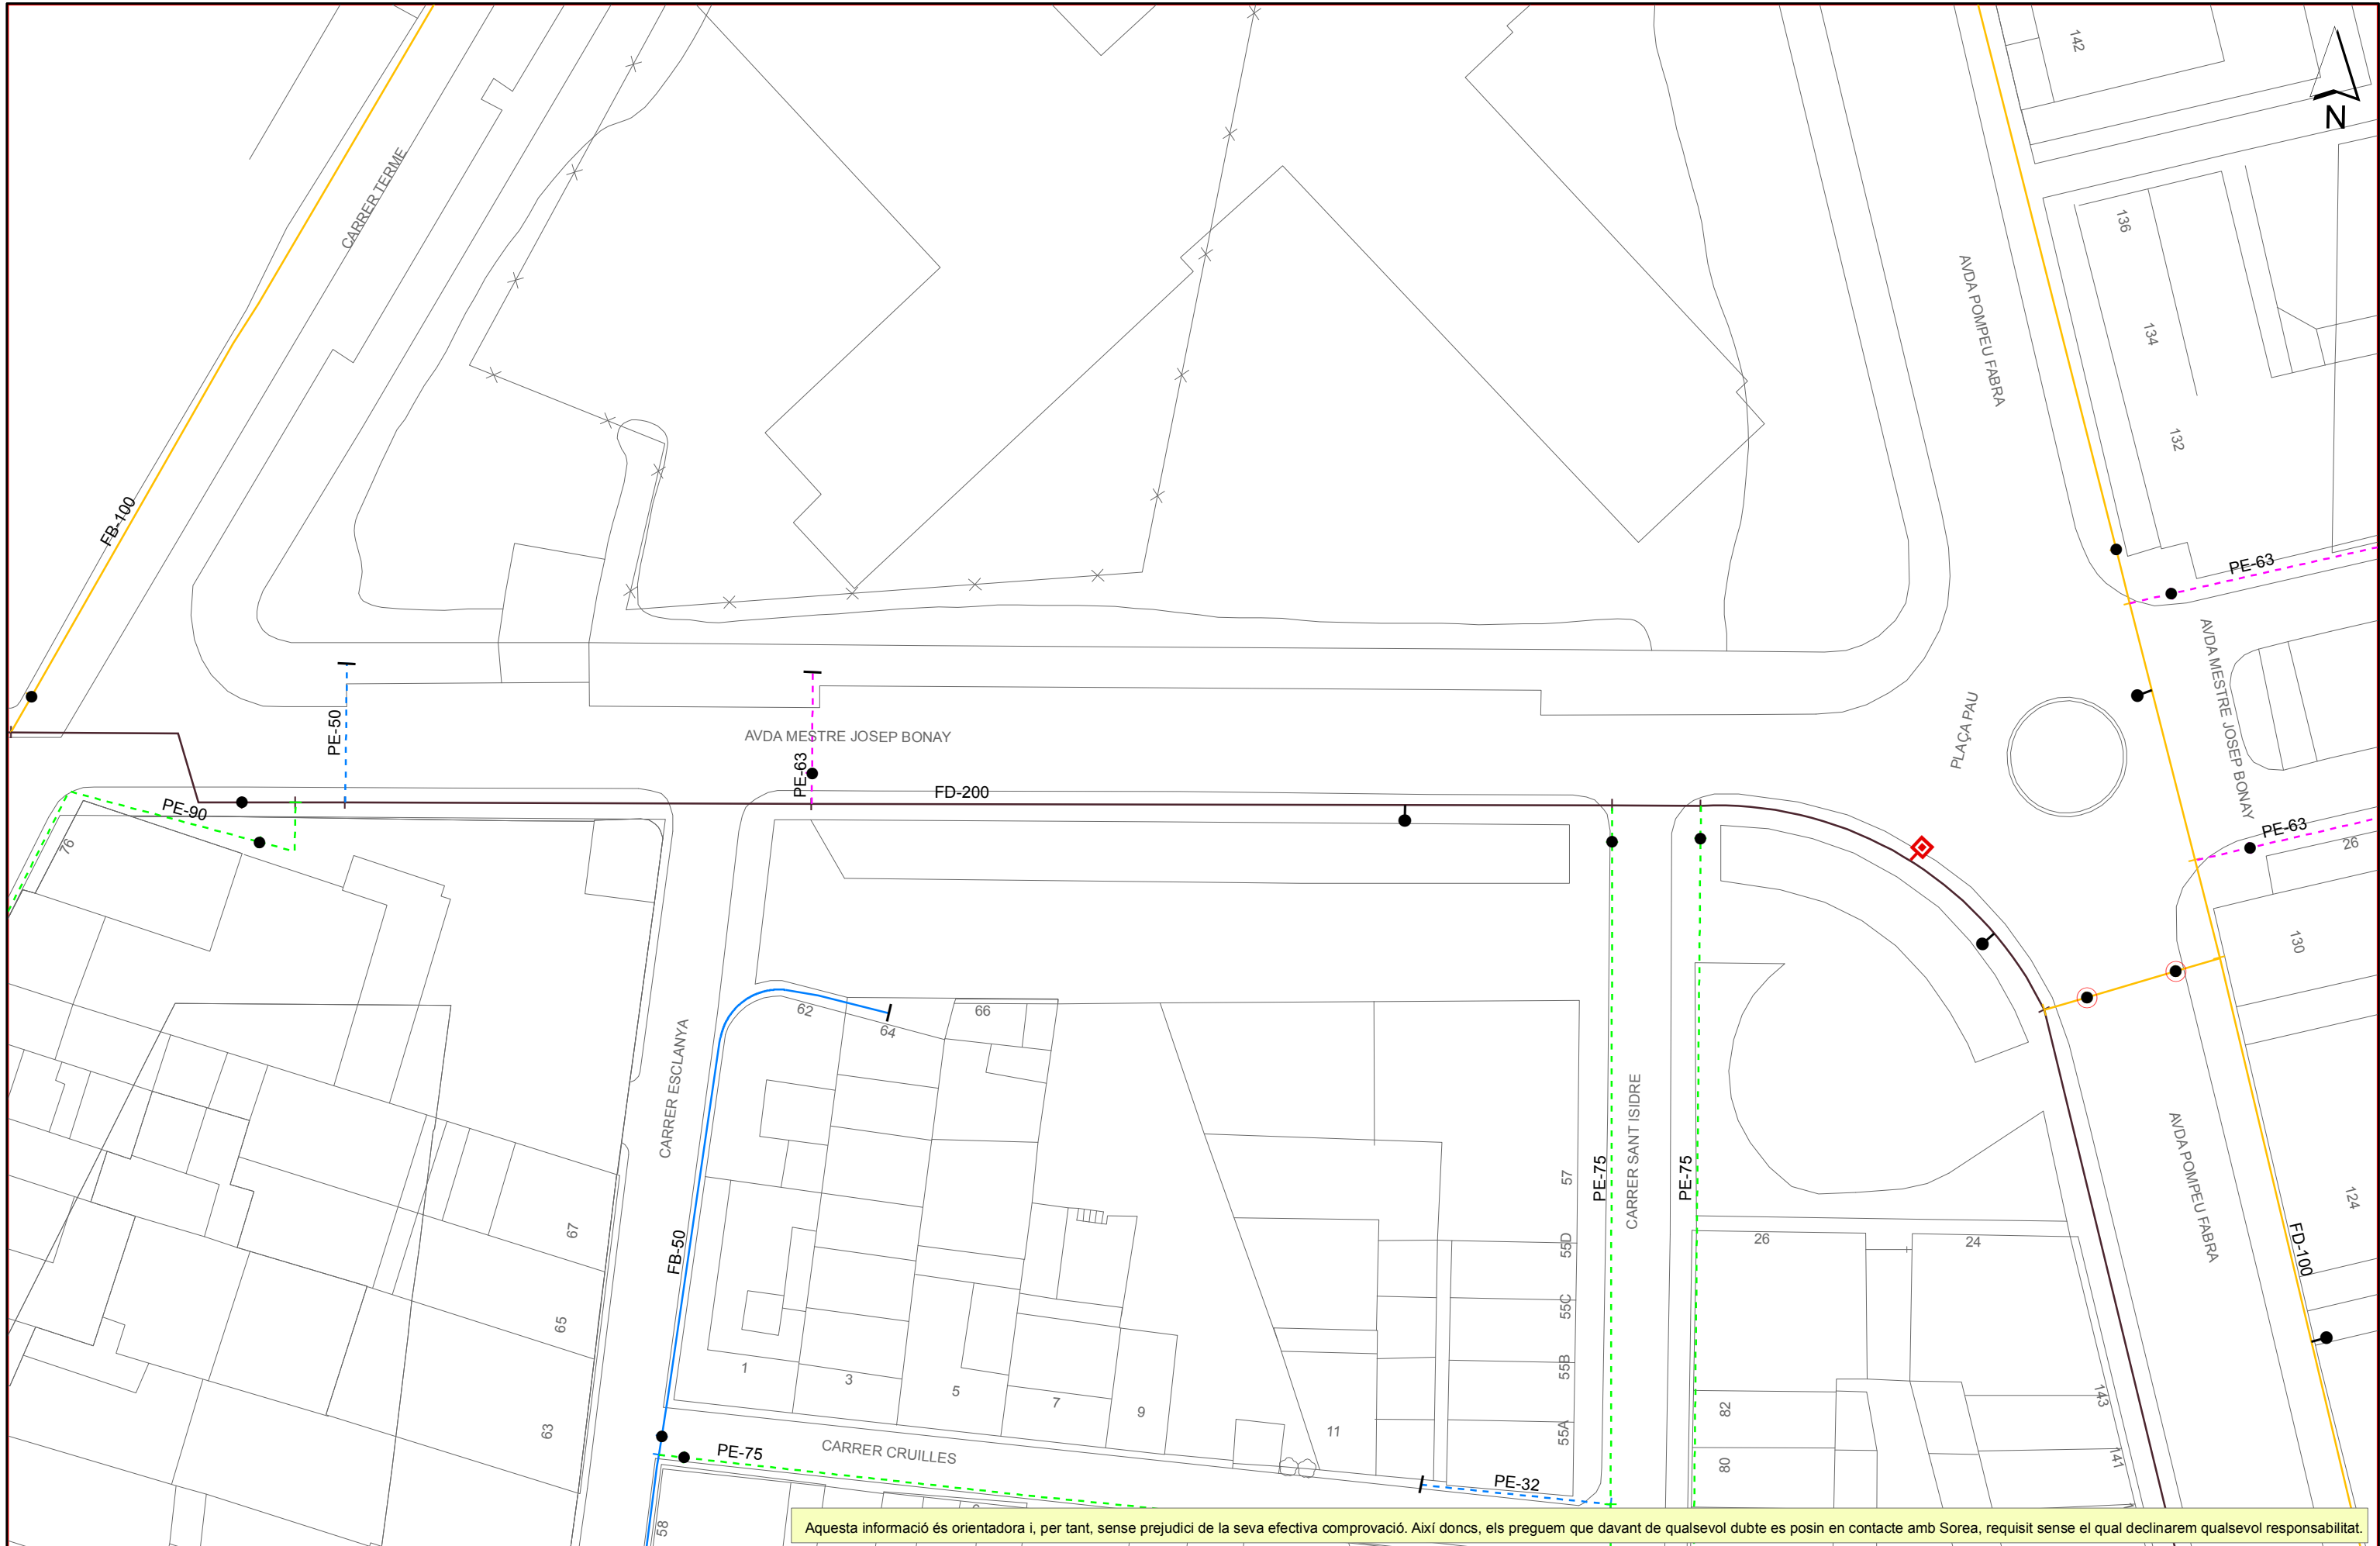 142
N
CARRER TERME
136
AVDA POMPEU FABRA
134
132
FB-100
PE-63
AVDA MESTRE JOSEP BONAY
PLAÇA PAU
PE-50
AVDA MESTRE JOSEP BONAY
PE-63
FD-200
PE-90
PE-63
26
76
130
62
64
66
CARRER ESCLANYA
CARRER SANT ISIDRE
57
PE-75
PE-75
AVDA POMPEU FABRA
124
67
FB-50
55D
26
24
FD-100
65
55C
1
3
5
7
9
55B
143
63
11
55A
82
PE-75
CARRER CRUILLES
80
141
PE-32
58
Aquesta informació és orientadora i, per tant, sense prejudici de la seva efectiva comprovació. Així doncs, els preguem que davant de qualsevol dubte es posin en contacte amb Sorea, requisit sense el qual declinarem qualsevol responsabilitat.